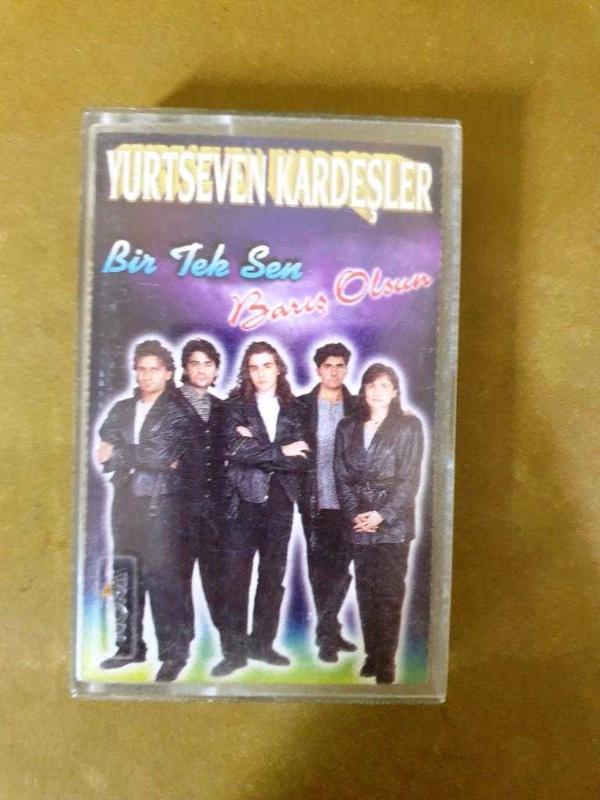 YURTSEVEN KARDEŞLER
Bir Tek Sen
Barış Olsun